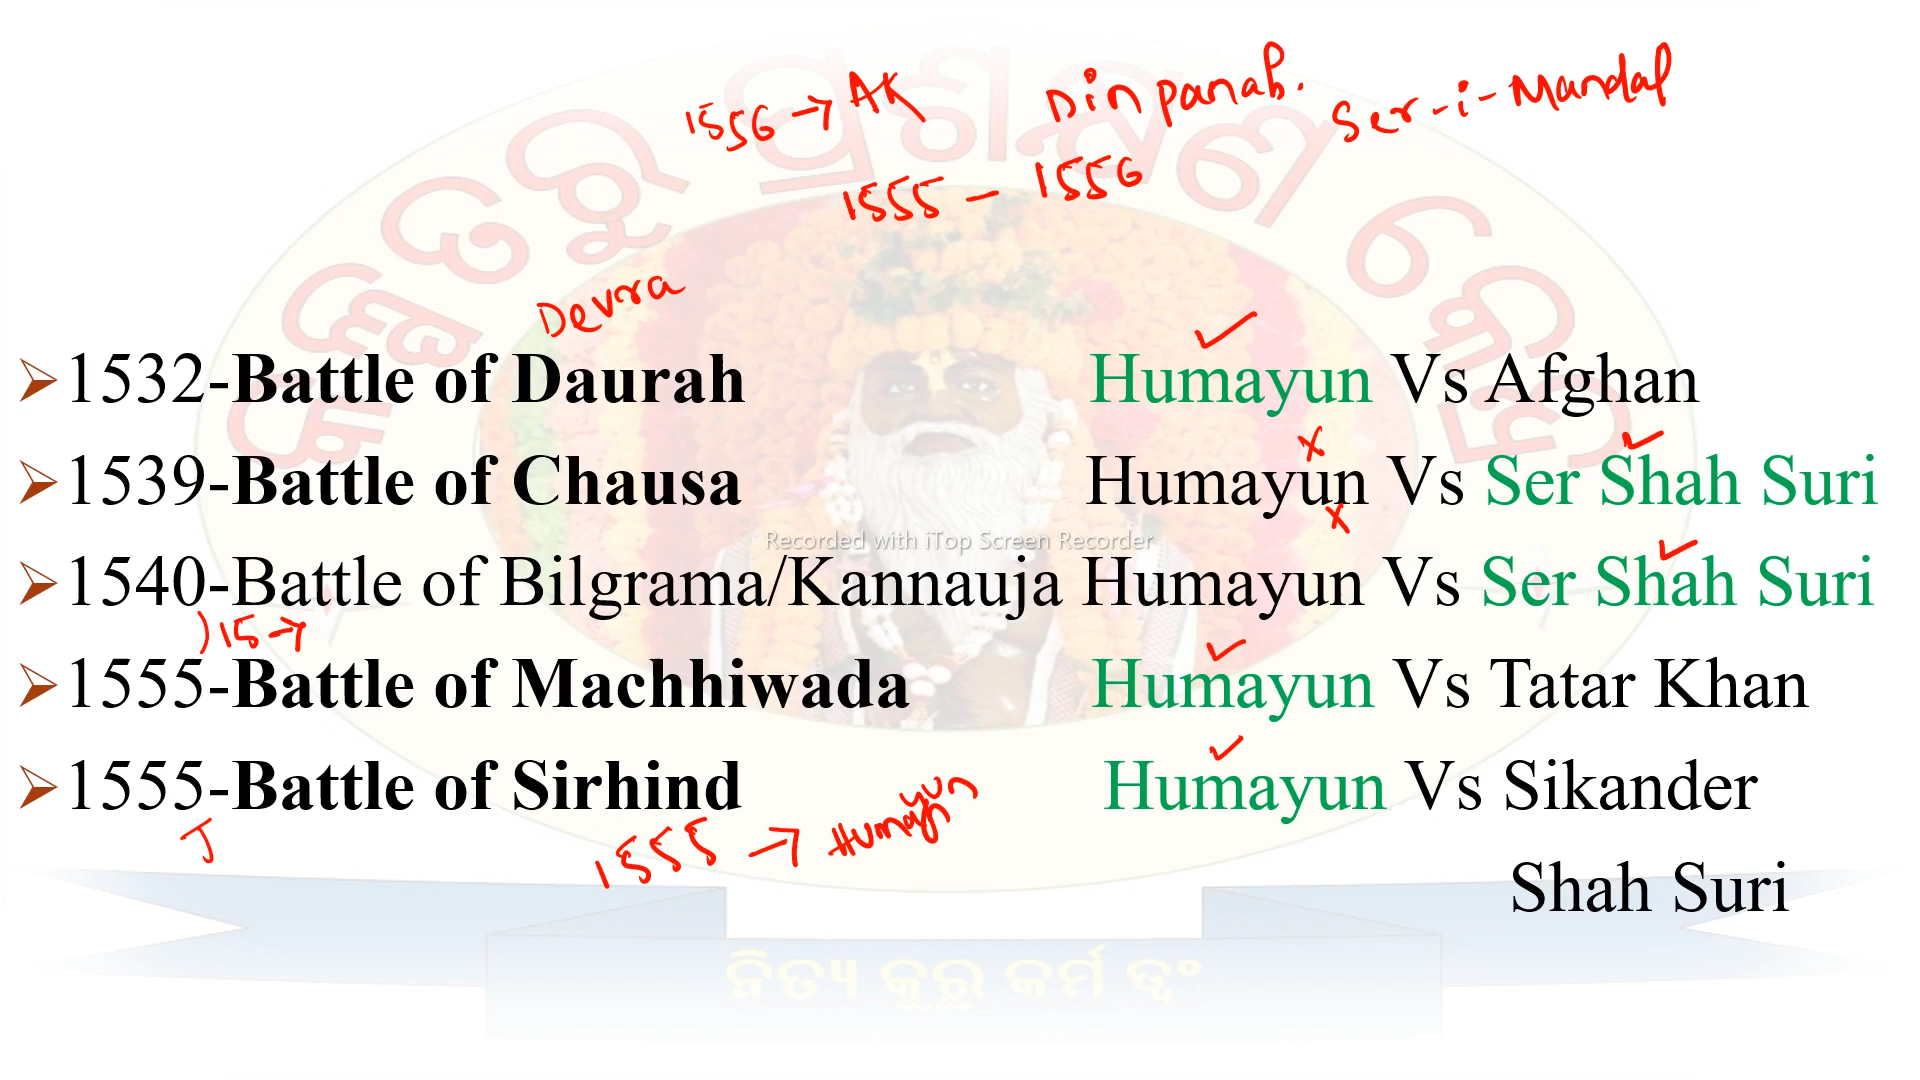 1556 → AK Dinpanah. Ser-i-Mandal
1555 - 1556
Devra
➢1532-Battle of Daurah Humayun Vs Afghan
➢1539-Battle of Chausa Humayun Vs Ser Shah Suri
Recorded with iTop Screen Recorder
➢1540-Battle of Bilgrama/Kannauja Humayun Vs Ser Shah Suri
)15 →
➢1555-Battle of Machhiwada Humayun Vs Tatar Khan
➢1555-Battle of Sirhind Humayun Vs Sikander
J 1555 → Humayun
Shah Suri
ନିତ୍ୟ କୁରୁ କର୍ମ ତ୍ୱଂ